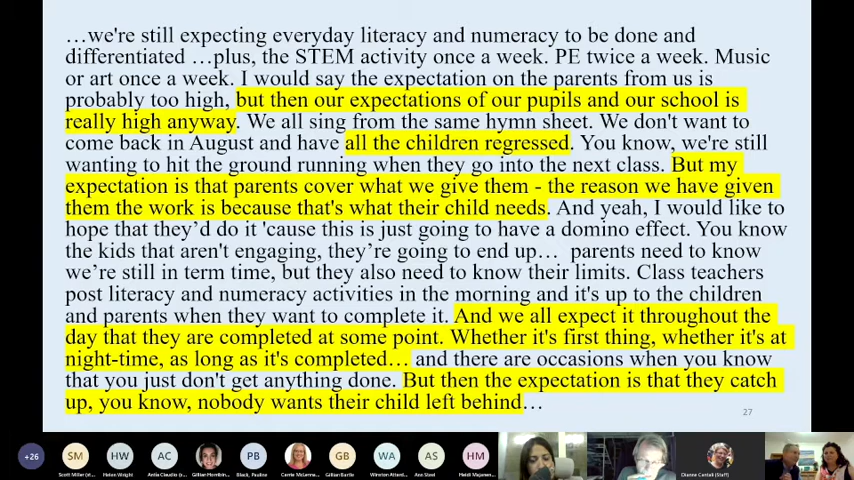 …we're still expecting everyday literacy and numeracy to be done and
differentiated …plus, the STEM activity once a week. PE twice a week. Music
or art once a week. I would say the expectation on the parents from us is
probably too high, but then our expectations of our pupils and our school is
really high anyway. We all sing from the same hymn sheet. We don't want to
come back in August and have all the children regressed. You know, we're still
wanting to hit the ground running when they go into the next class. But my
expectation is that parents cover what we give them - the reason we have given
them the work is because that's what their child needs. And yeah, I would like to
hope that they'd do it 'cause this is just going to have a domino effect. You know
the kids that aren't engaging, they're going to end up… parents need to know
we're still in term time, but they also need to know their limits. Class teachers
post literacy and numeracy activities in the morning and it's up to the children
and parents when they want to complete it. And we all expect it throughout the
day that they are completed at some point. Whether it's first thing, whether it's at
night-time, as long as it's completed… and there are occasions when you know
that you just don't get anything done. But then the expectation is that they catch
up, you know, nobody wants their child left behind…
27
+26 SM HW AC PB GB WA AS HM
Scott Miller (st... Helen Wright Gillian Bartle Ana Steel Dianne Cantali (Staff)